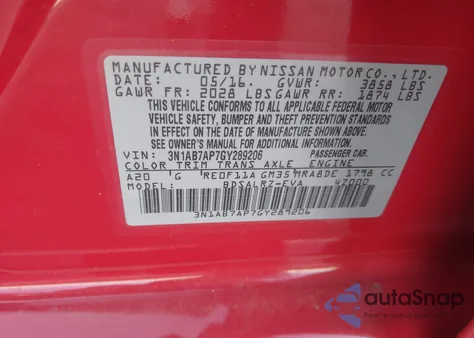 MANUFACTURED BY NISSAN MOTOR CO., LTD.
DATE: 05/16. GVWR: 3858 LBS
GAWR FR: 2028 LBS GAWR RR: 1874 LBS
THIS VEHICLE CONFORMS TO ALL APPLICABLE FEDERAL MOTOR
VEHICLE SAFETY, BUMPER AND THEFT PREVENTION STANDARDS
IN EFFECT ON THE DATE OF MANUFACTURE SHOWN ABOVE.
SEE OWNER'S MANUAL FOR ADDITIONAL INFORMATION
VIN: 3N1AB7AP7GY289206 PASSENGER CAR.
COLOR TRIM TRANS AXLE ENGINE
A20 G RE0F11A GM35 MRA8DE 1798 CC
MODEL: BDSALRZ-EVA 47000
3N1AB7AP7GY289206
autoSnap